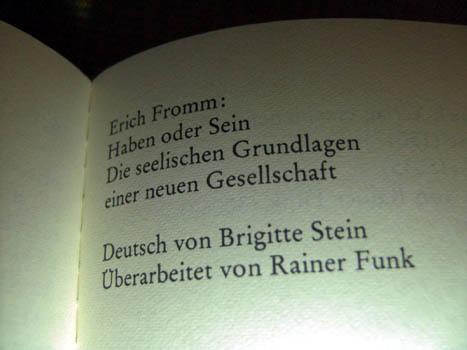 Erich Fromm:
Haben oder Sein
Die seelischen Grundlagen
einer neuen Gesellschaft
Deutsch von Brigitte Stein
Überarbeitet von Rainer Funk